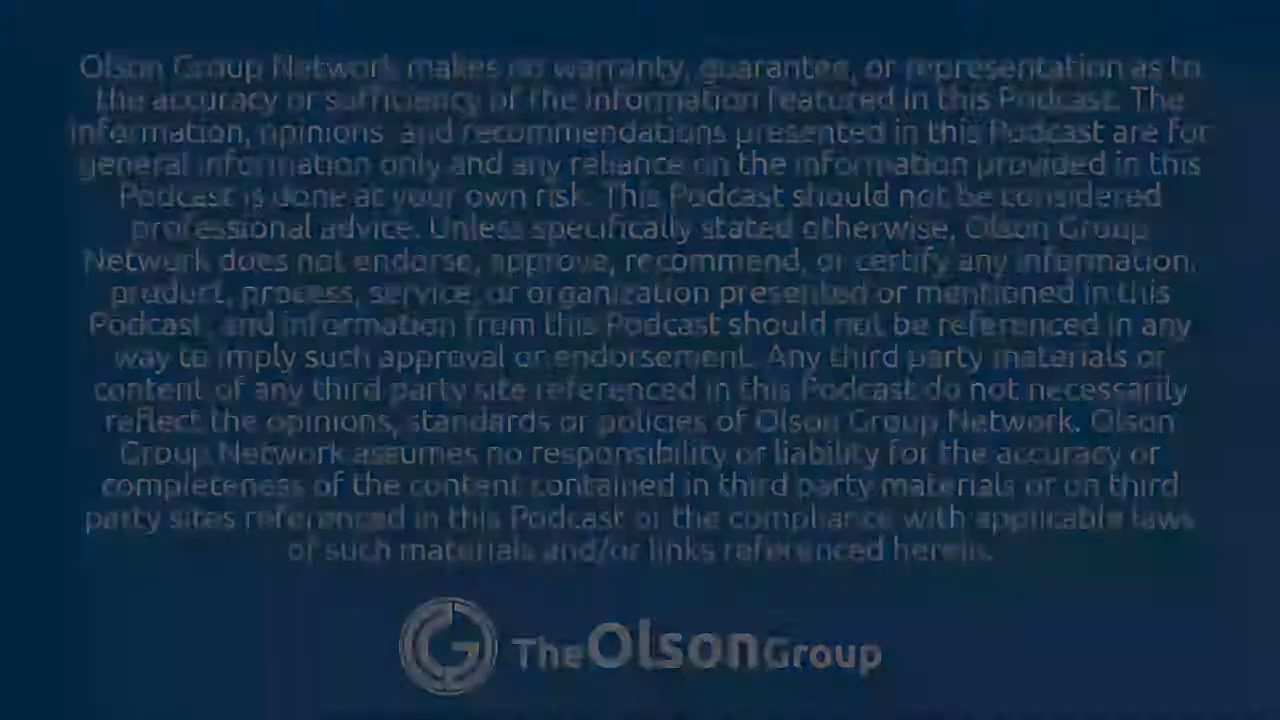 Olson Group Network makes no warranty, guarantee, or representation as to
the accuracy or sufficiency of the information featured in this Podcast. The
information, opinions and recommendations presented in this Podcast are for
general information only and any reliance on the information provided in this
Podcast is done at your own risk. This Podcast should not be considered
professional advice. Unless specifically stated otherwise, Olson Group
Network does not endorse, approve, recommend, or certify any information,
product, process, service, or organization presented or mentioned in this
Podcast, and information from this Podcast should not be referenced in any
way to imply such approval or endorsement. Any third party materials or
content of any third party site referenced in this Podcast do not necessarily
reflect the opinions, standards or policies of Olson Group Network. Olson
Group Network assumes no responsibility or liability for the accuracy or
completeness of the content contained in third party materials or on third
party sites referenced in this Podcast or the compliance with applicable laws
of such materials and/or links referenced herein.
The Olson Group